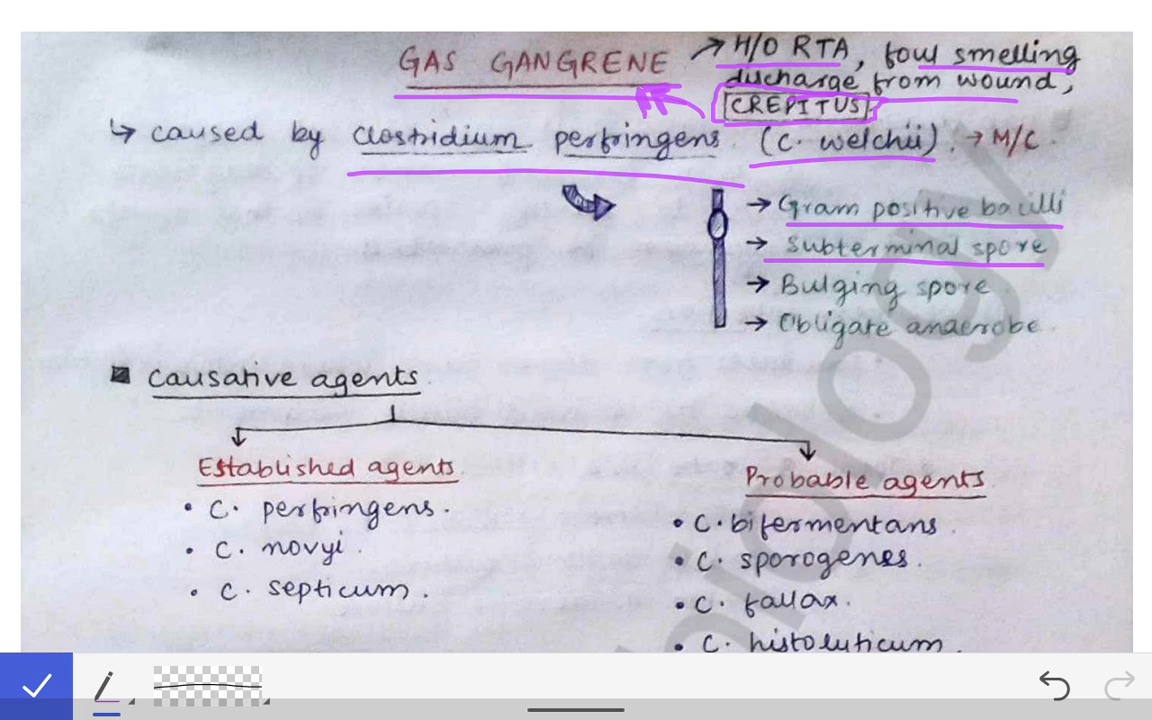 GAS GANGRENE → H/O RTA, foul smelling
discharge from wound,
CREPITUS.
↳ caused by Clostridium perfringens. (C. welchii). → M/C.
→ Gram positive bacilli
→ Subterminal spore
→ Bulging spore
→ Obligate anaerobe.
Causative agents.
Established agents.
• C. perfringens.
• C. novyi.
• C. septicum.
Probable agents.
• C. bifermentans.
• C. sporogenes.
• C. fallax.
• C. histolyticum.